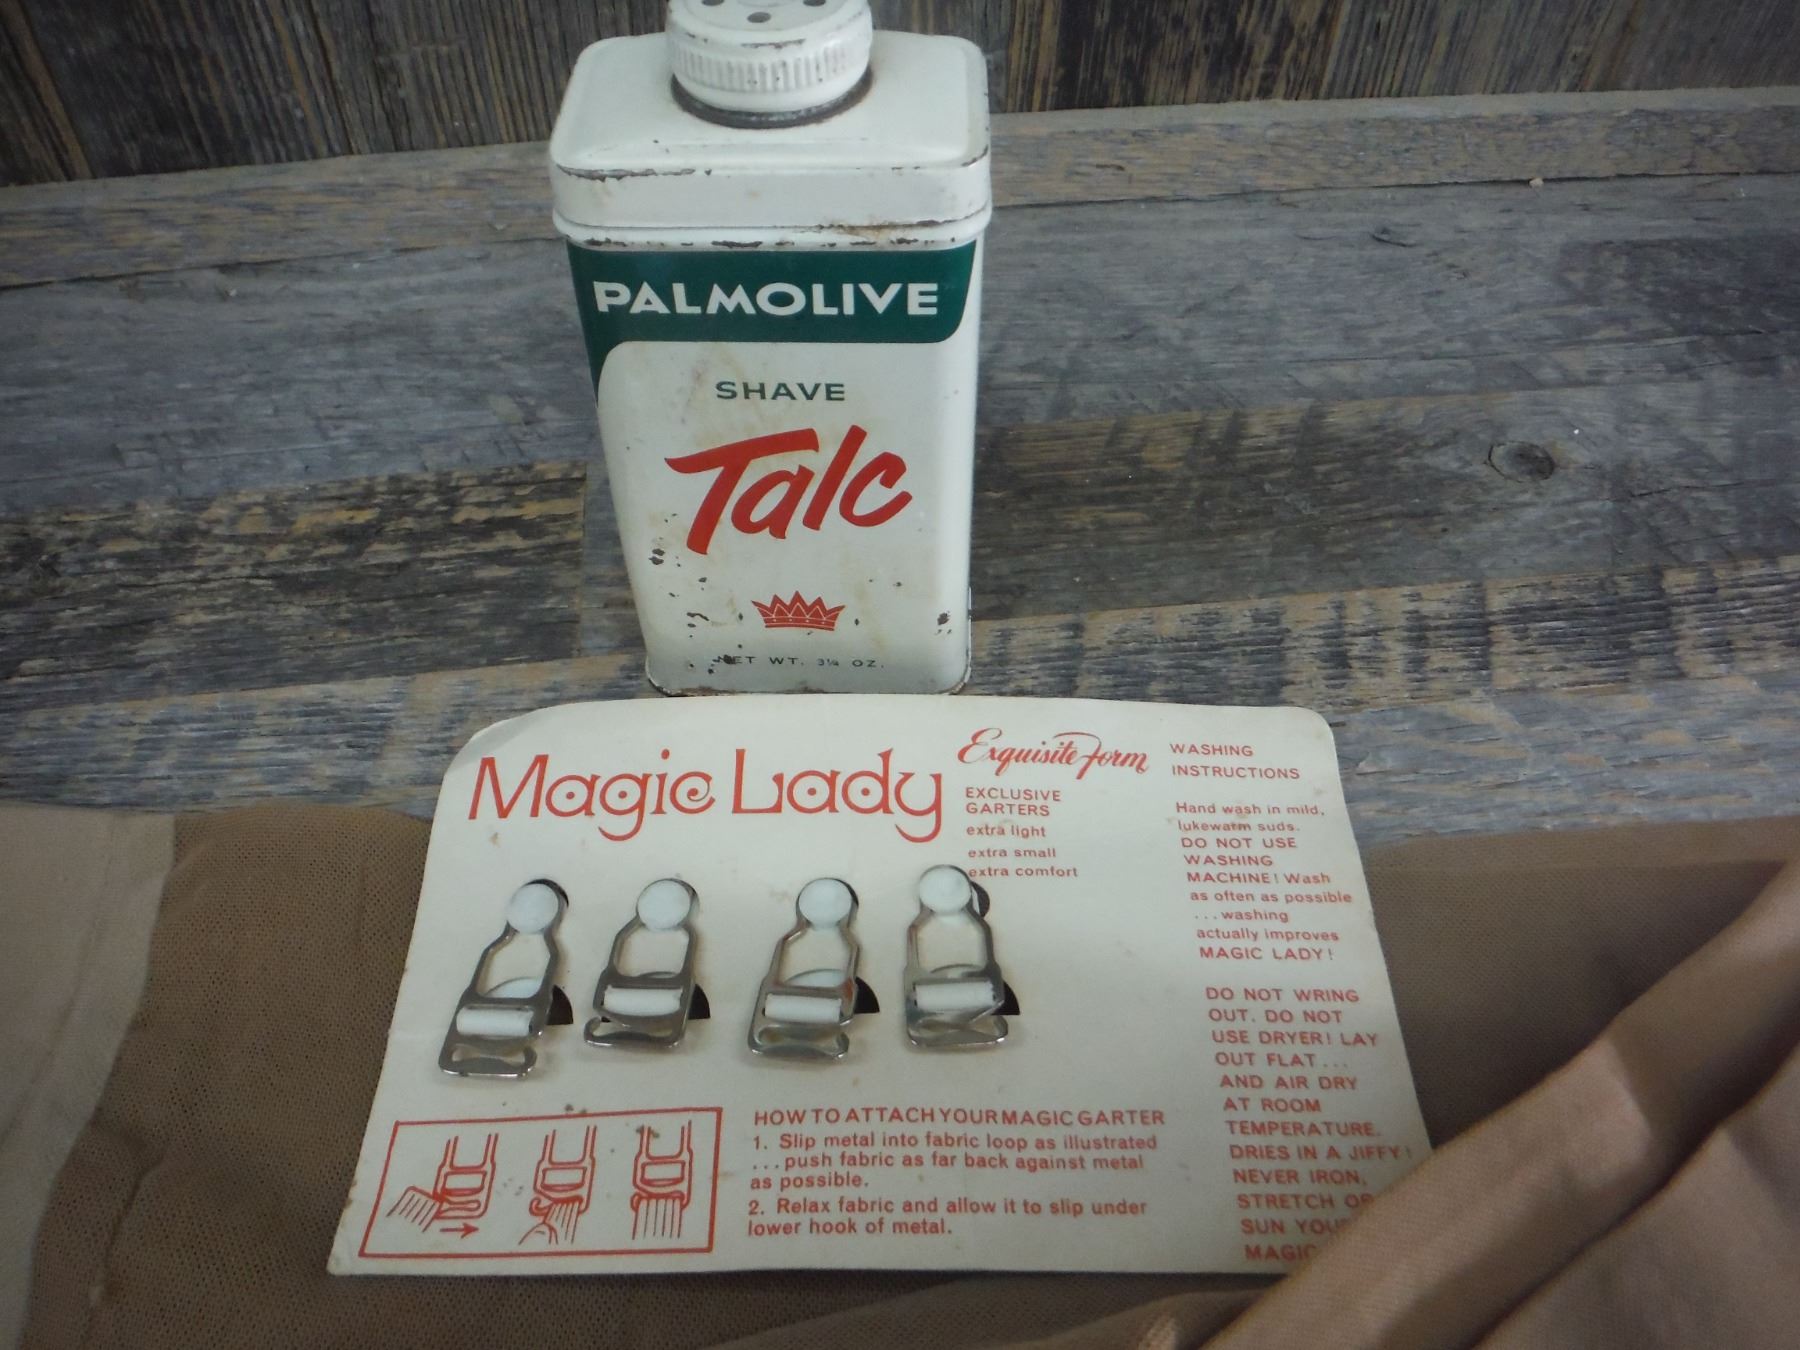 PALMOLIVE
SHAVE
Talc
NET WT. 3¼ OZ.
Magic Lady
Exquisite Form
EXCLUSIVE
GARTERS
extra light
extra small
extra comfort
WASHING
INSTRUCTIONS
Hand wash in mild,
lukewarm suds.
DO NOT USE
WASHING
MACHINE! Wash
as often as possible
...washing
actually improves
MAGIC LADY!
DO NOT WRING
OUT. DO NOT
USE DRYER! LAY
OUT FLAT...
AND AIR DRY
AT ROOM
TEMPERATURE.
DRIES IN A JIFFY!
NEVER IRON,
STRETCH OR
SUN YOUR
MAGIC
HOW TO ATTACH YOUR MAGIC GARTER
1. Slip metal into fabric loop as illustrated
...push fabric as far back against metal
as possible.
2. Relax fabric and allow it to slip under
lower hook of metal.